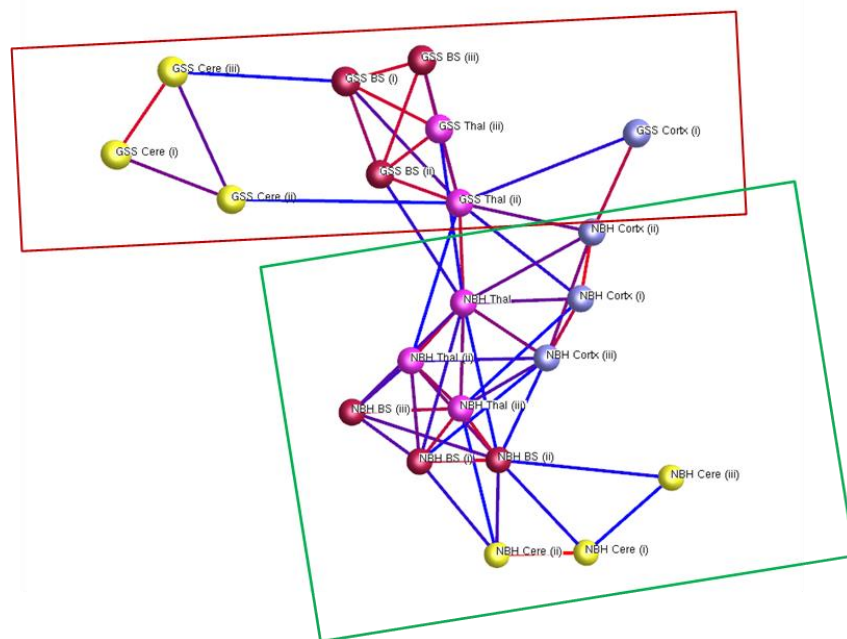 GSS BS (iii)
GSS Cere (iii)
GSS BS (i)
GSS Thal (iii)
GSS Cortx (i)
GSS Cere (i)
GSS BS (ii)
GSS Cere (ii)
GSS Thal (ii)
NBH Cortx (ii)
NBH Cortx (i)
NBH Thal
NBH Thal (ii)
NBH Cortx (iii)
NBH Thal (iii)
NBH BS (iii)
NBH BS (i)
NBH BS (ii)
NBH Cere (iii)
NBH Cere (ii)
NBH Cere (i)